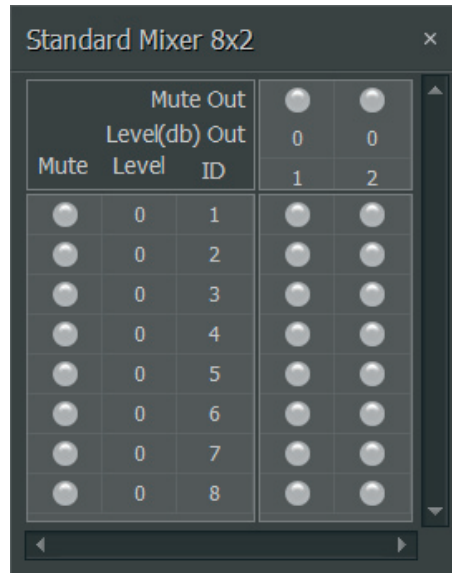 Standard Mixer 8x2 ×
Mute Out
Level(db) Out 0 0
Mute Level ID 1 2
0 1
0 2
0 3
0 4
0 5
0 6
0 7
0 8